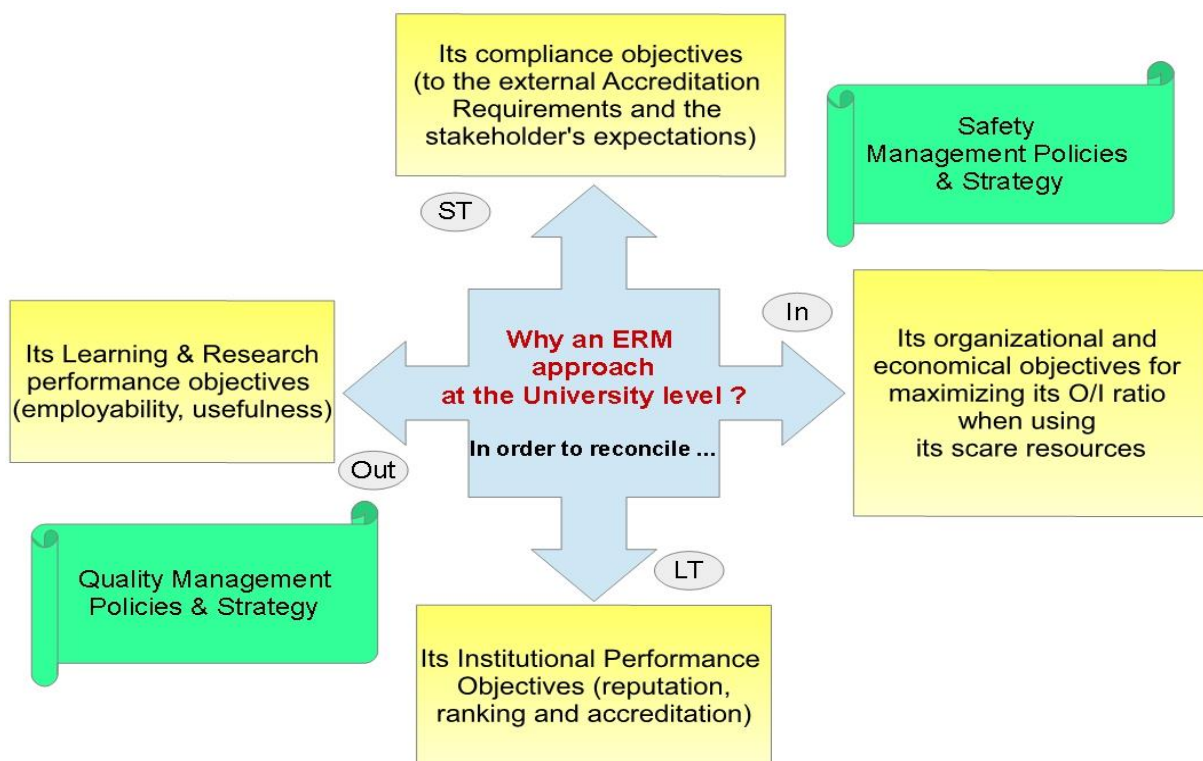 Its compliance objectives
(to the external Accreditation
Requirements and the
stakeholder's expectations)
Safety
Management Policies
& Strategy
ST
In
Why an ERM
approach
at the University level ?
In order to reconcile ...
Its Learning & Research
performance objectives
(employability, usefulness)
Its organizational and
economical objectives for
maximizing its O/I ratio
when using
its scare resources
Out
LT
Quality Management
Policies & Strategy
Its Institutional Performance
Objectives (reputation,
ranking and accreditation)